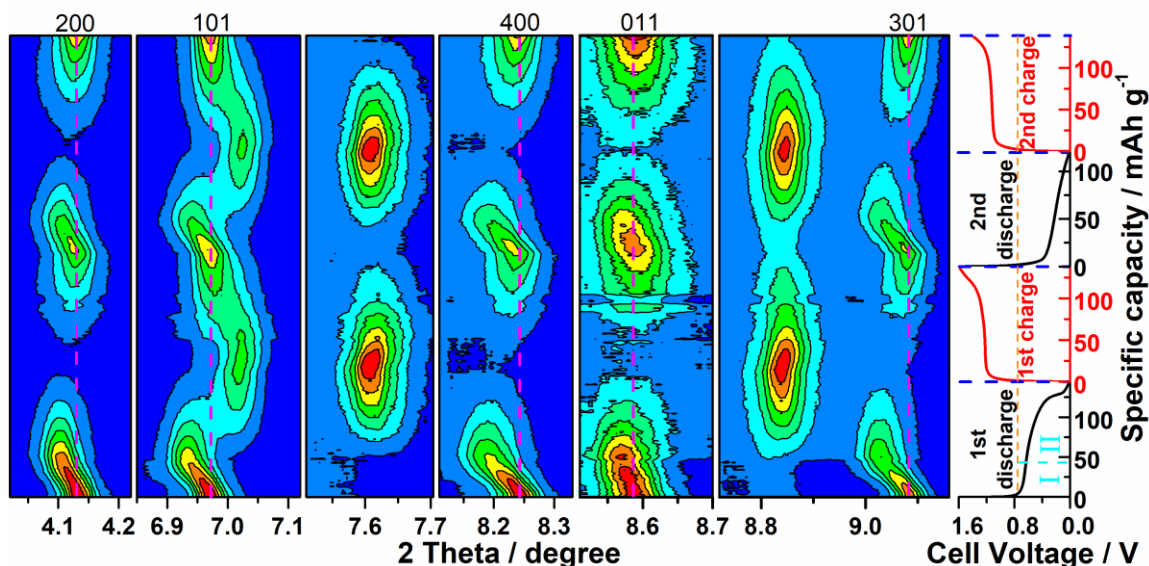 200 101 400 011 301
4.1 4.2 6.9 7.0 7.1 7.6 7.7 8.2 8.3 8.6 8.7 8.8 9.0
2 Theta / degree
2nd charge
0 50 100
2nd
discharge
0 50 100
1st charge
0 50 100
1st
discharge
I II
0 50 100
Specific capacity / mAh g-1
1.6 0.8 0.0
Cell Voltage / V